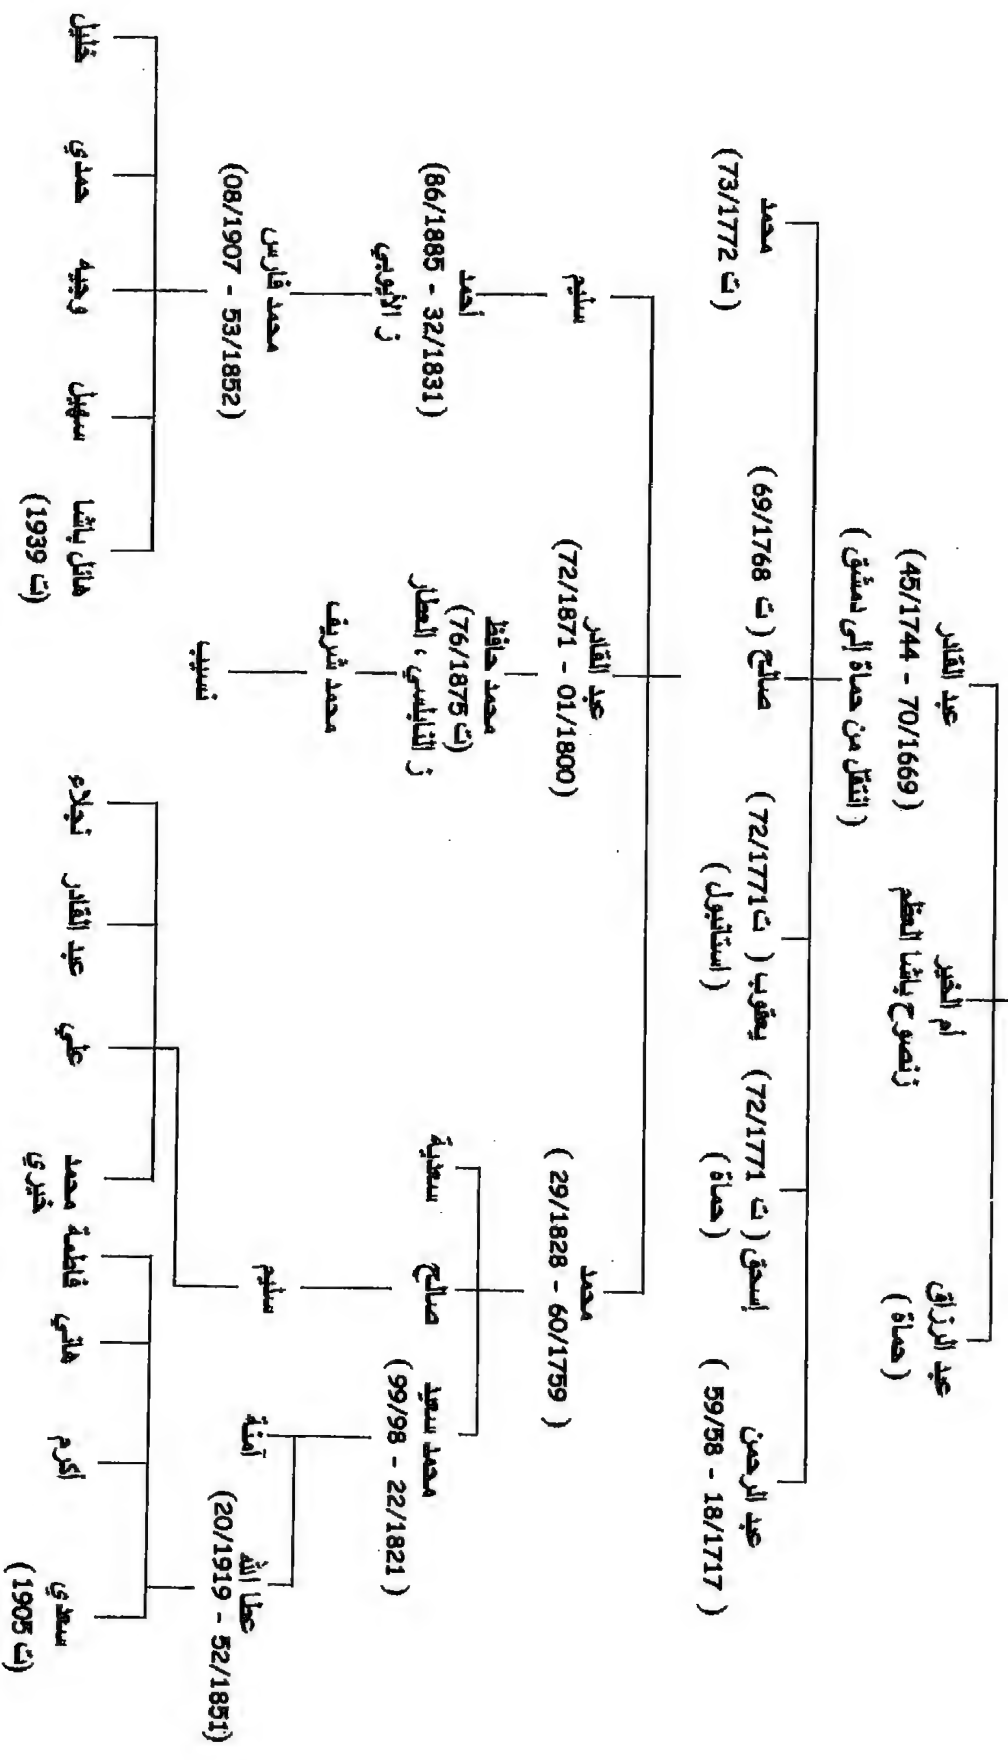 عبد الرزاق
(حماة)
أم الخير
ز نصوح باشا العظم
عبد القادر
(45/1744 - 70/1669)
(انتقل من حماة إلى دمشق)
عبد الرحمن
(59/58 - 18/1717)
إسحق (ت 72/1771)
(حماة)
يعقوب (ت 72/1771)
(استانبول)
صالح (ت 69/1768)
محمد
(ت 73/1772)
محمد
(29/1828 - 60/1759)
عبد القادر
(72/1871 - 01/1800)
سليم
محمد سعيد
(99/98 - 22/1821)
صالح
سعدية
محمد حافظ
(ت 76/1875)
ز النابلسي ، العطار
أحمد
(86/1885 - 32/1831)
ز الأيوبي
عطا الله
(20/1919 - 52/1851)
آمنة
سليم
محمد شريف
محمد فارس
(08/1907 - 53/1852)
نسيب
سعدي
(ت 1905)
أكرم
هاني
فاطمة
محمد خيري
علي
عبد القادر
نجلاء
هائل باشا
(ت 1939)
سهيل
وجيه
حمدي
خليل